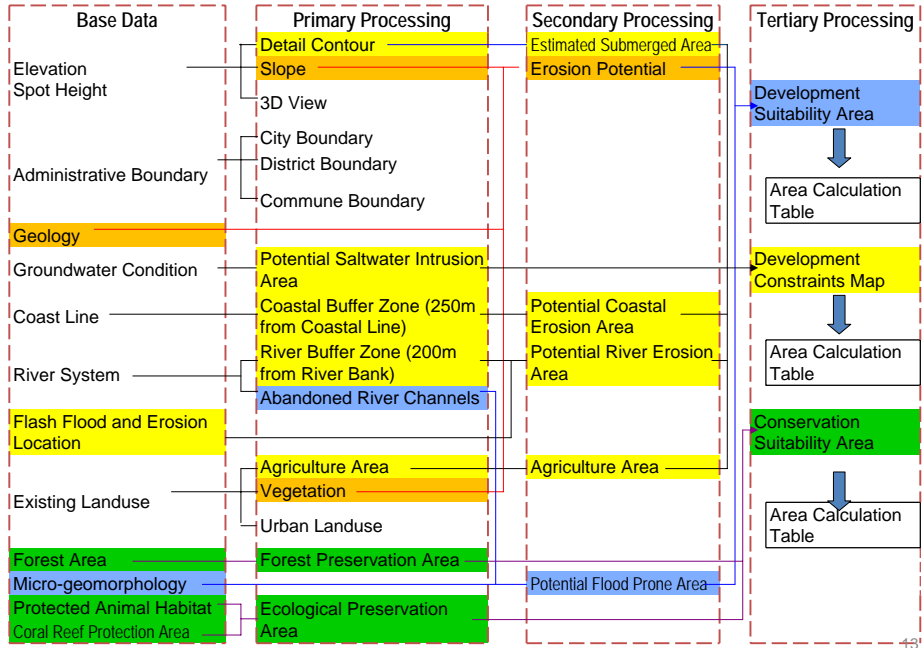 Base Data
Elevation
Spot Height
Administrative Boundary
Geology
Groundwater Condition
Coast Line
River System
Flash Flood and Erosion
Location
Existing Landuse
Forest Area
Micro-geomorphology
Protected Animal Habitat
Coral Reef Protection Area
Primary Processing
Detail Contour
Slope
3D View
City Boundary
District Boundary
Commune Boundary
Potential Saltwater Intrusion
Area
Coastal Buffer Zone (250m
from Coastal Line)
River Buffer Zone (200m
from River Bank)
Abandoned River Channels
Agriculture Area
Vegetation
Urban Landuse
Forest Preservation Area
Ecological Preservation
Area
Secondary Processing
Estimated Submerged Area
Erosion Potential
Potential Coastal
Erosion Area
Potential River Erosion
Area
Agriculture Area
Potential Flood Prone Area
Tertiary Processing
Development
Suitability Area
Area Calculation
Table
Development
Constraints Map
Area Calculation
Table
Conservation
Suitability Area
Area Calculation
Table
13